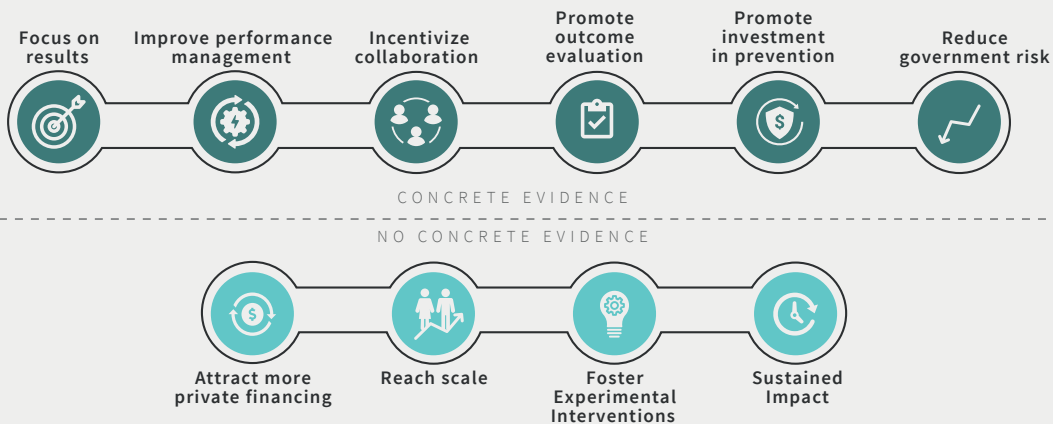 Focus on
results
Improve performance
management
Incentivize
collaboration
Promote
outcome
evaluation
Promote
investment
in prevention
Reduce
government risk
$
CONCRETE EVIDENCE
NO CONCRETE EVIDENCE
$
Attract more
private financing
Reach scale
Foster
Experimental
Interventions
Sustained
Impact